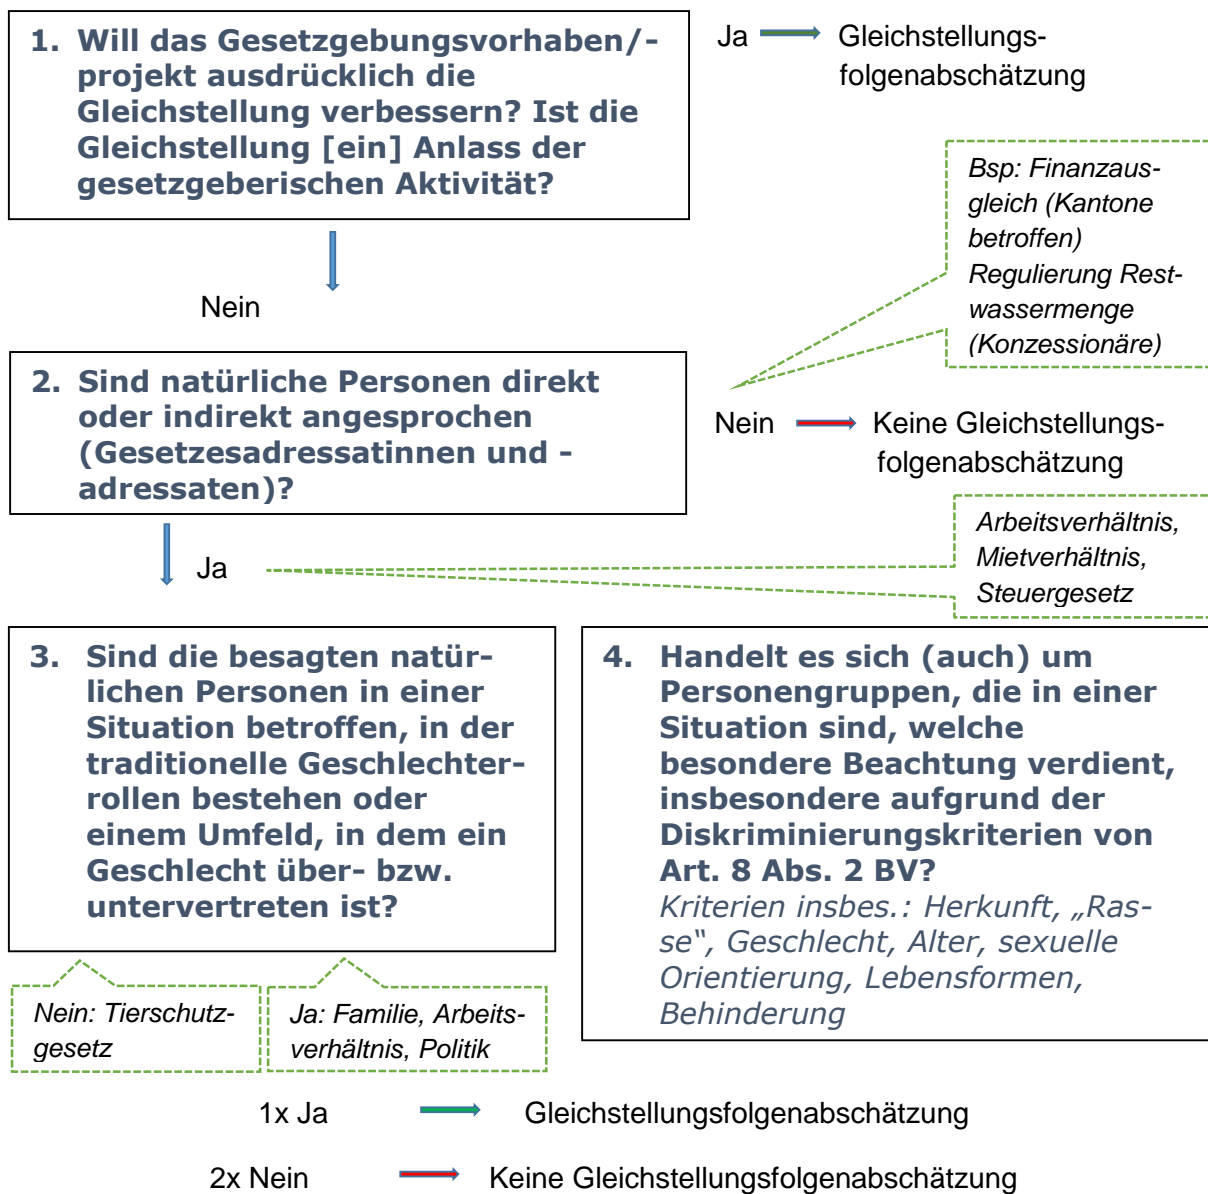 1. Will das Gesetzgebungsvorhaben/-
projekt ausdrücklich die
Gleichstellung verbessern? Ist die
Gleichstellung [ein] Anlass der
gesetzgeberischen Aktivität?
Ja
Gleichstellungs-
folgenabschätzung
Bsp: Finanzaus-
gleich (Kantone
betroffen)
Regulierung Rest-
wassermenge
(Konzessionäre)
Nein
2. Sind natürliche Personen direkt
oder indirekt angesprochen
(Gesetzesadressatinnen und -
adressaten)?
Nein
Keine Gleichstellungs-
folgenabschätzung
Arbeitsverhältnis,
Mietverhältnis,
Steuergesetz
Ja
3. Sind die besagten natür-
lichen Personen in einer
Situation betroffen, in der
traditionelle Geschlechter-
rollen bestehen oder
einem Umfeld, in dem ein
Geschlecht über- bzw.
untervertreten ist?
4. Handelt es sich (auch) um
Personengruppen, die in einer
Situation sind, welche
besondere Beachtung verdient,
insbesondere aufgrund der
Diskriminierungskriterien von
Art. 8 Abs. 2 BV?
Kriterien insbes.: Herkunft, „Ras-
se“, Geschlecht, Alter, sexuelle
Orientierung, Lebensformen,
Behinderung
Nein: Tierschutz-
gesetz
Ja: Familie, Arbeits-
verhältnis, Politik
1x Ja
Gleichstellungsfolgenabschätzung
2x Nein
Keine Gleichstellungsfolgenabschätzung